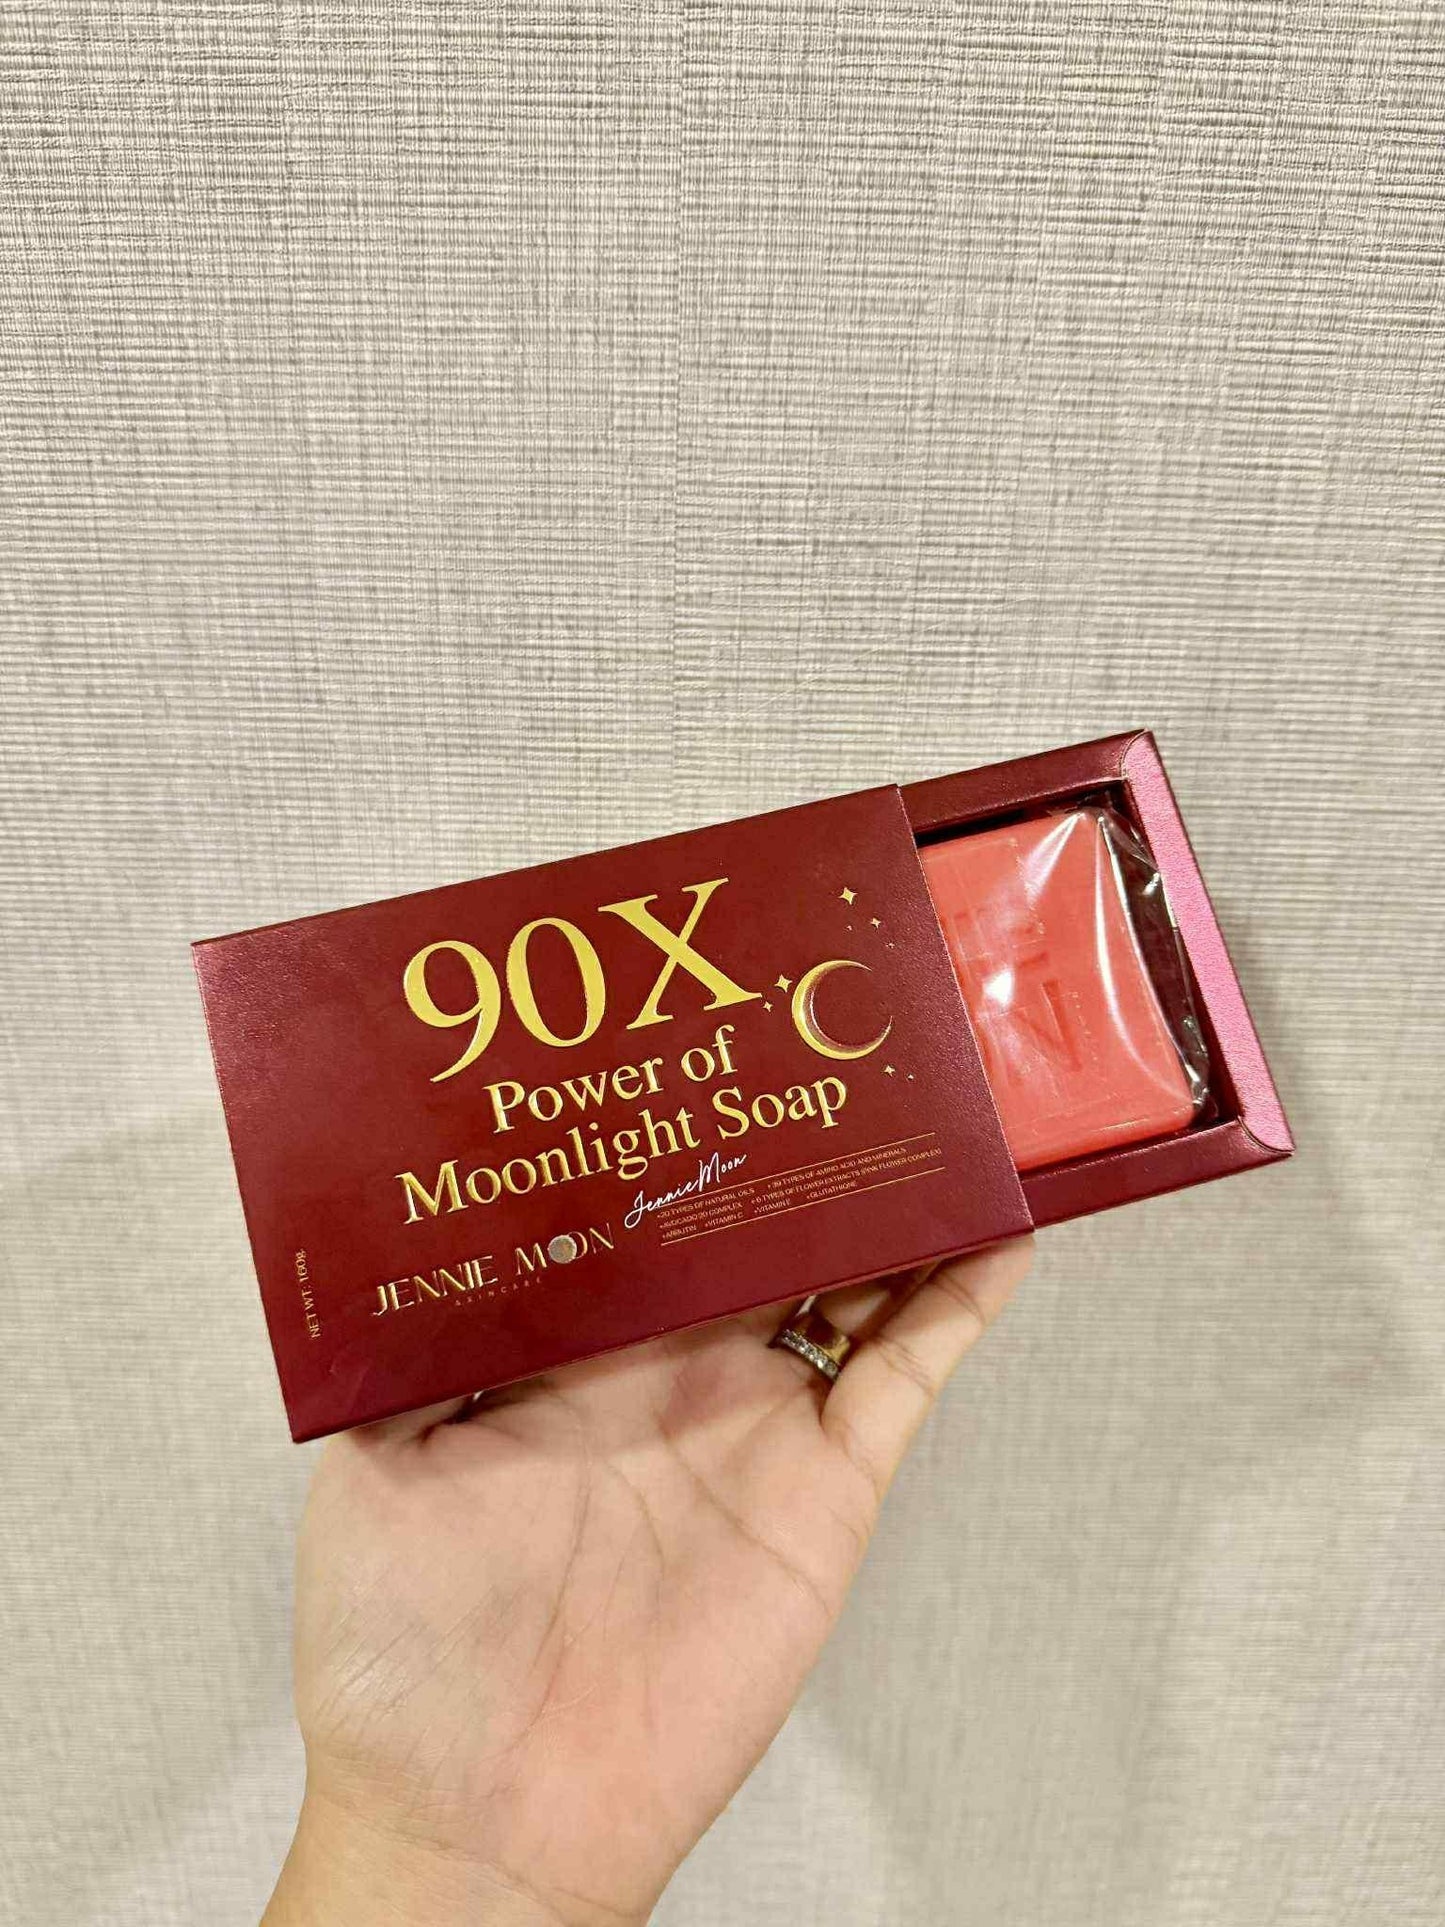 90X
Power of
Moonlight Soap
Jennie Moon
JENNIE MOON
SKINCARE
+20 TYPES OF NATURAL OILS +39 TYPES OF AMINO ACID AND MINERALS
+AVOCADO 20 COMPLEX +6 TYPES OF FLOWER EXTRACTS (PINK FLOWER COMPLEX)
+ARBUTIN +VITAMIN C +VITAMIN E +GLUTATHIONE
NET WT: 160g